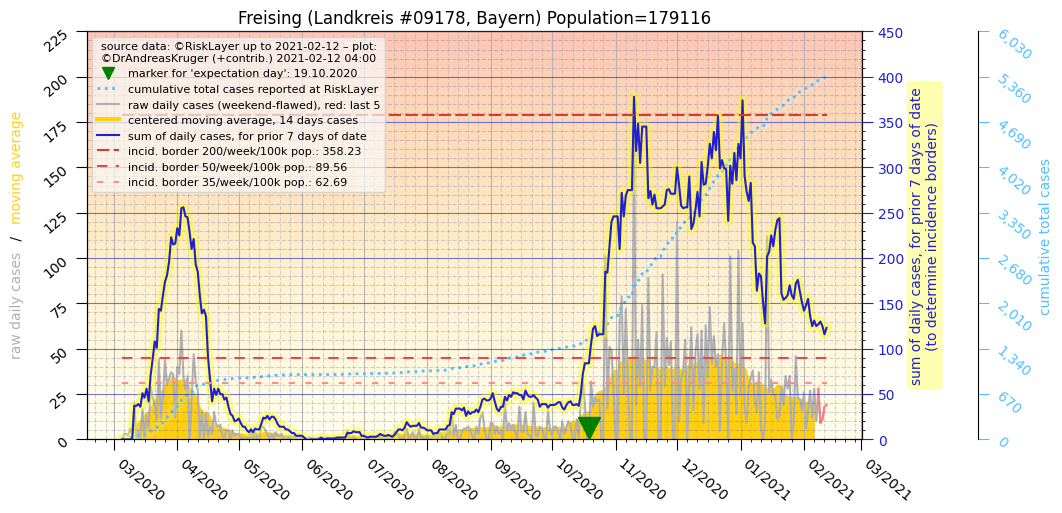 Freising (Landkreis #09178, Bayern) Population=179116
source data: ©RiskLayer up to 2021-02-12 – plot:
©DrAndreasKruger (+contrib.) 2021-02-12 04:00
marker for 'expectation day': 19.10.2020
cumulative total cases reported at RiskLayer
raw daily cases (weekend-flawed), red: last 5
centered moving average, 14 days cases
sum of daily cases, for prior 7 days of date
incid. border 200/week/100k pop.: 358.23
incid. border 50/week/100k pop.: 89.56
incid. border 35/week/100k pop.: 62.69
raw daily cases / moving average
225
200
175
150
125
100
75
50
25
0
03/2020
04/2020
05/2020
06/2020
07/2020
08/2020
09/2020
10/2020
11/2020
12/2020
01/2021
02/2021
03/2021
450
400
350
300
250
200
150
100
50
0
sum of daily cases, for prior 7 days of date
(to determine incidence borders)
6,030
5,360
4,690
4,020
3,350
2,680
2,010
1,340
670
0
cumulative total cases